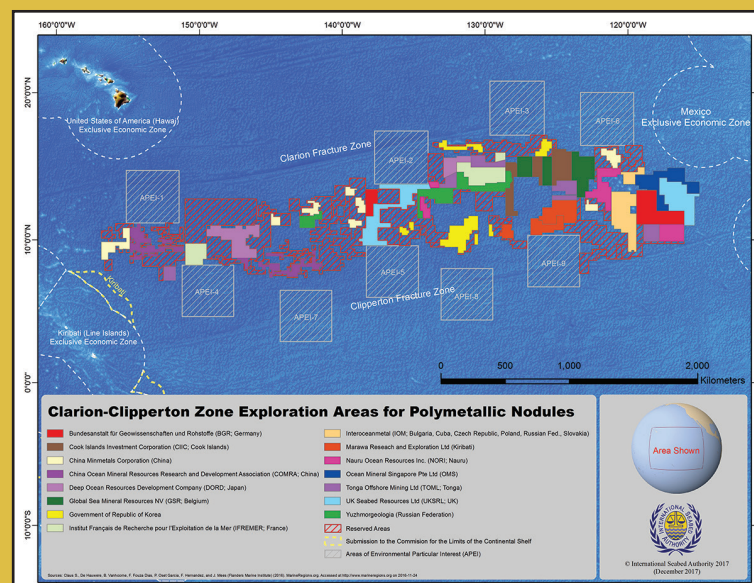 160°0'0"W
150°0'0"W
140°0'0"W
130°0'0"W
120°0'0"W
20°0'0"N
10°0'0"N
0°0'0"
10°0'0"S
United States of America (Hawaii)
Exclusive Economic Zone
Mexico
Exclusive Economic Zone
Clarion Fracture Zone
Clipperton Fracture Zone
Kiribati
Kiribati (Line Islands)
Exclusive Economic Zone
APEI-1
APEI-2
APEI-3
APEI-6
APEI-4
APEI-5
APEI-9
APEI-7
APEI-8
0 500 1,000 2,000
Kilometers
Clarion-Clipperton Zone Exploration Areas for Polymetallic Nodules
Bundesanstalt für Geowissenschaften und Rohstoffe (BGR; Germany)
Cook Islands Investment Corporation (CIIC; Cook Islands)
China Minmetals Corporation (China)
China Ocean Mineral Resources Research and Development Association (COMRA; China)
Deep Ocean Resources Development Company (DORD; Japan)
Global Sea Mineral Resources NV (GSR; Belgium)
Government of Republic of Korea
Institut Français de Recherche pour l'Exploitation de la Mer (IFREMER; France)
Interoceanmetal (IOM; Bulgaria, Cuba, Czech Republic, Poland, Russian Fed., Slovakia)
Marawa Research and Exploration Ltd (Kiribati)
Nauru Ocean Resources Inc. (NORI; Nauru)
Ocean Mineral Singapore Pte Ltd (OMS)
Tonga Offshore Mining Ltd (TOML; Tonga)
UK Seabed Resources Ltd (UKSRL; UK)
Yuzhmorgeologia (Russian Federation)
Reserved Areas
Submission to the Commission for the Limits of the Continental Shelf
Areas of Environmental Particular Interest (APEI)
Area Shown
INTERNATIONAL SEABED AUTHORITY
© International Seabed Authority 2017
(December 2017)